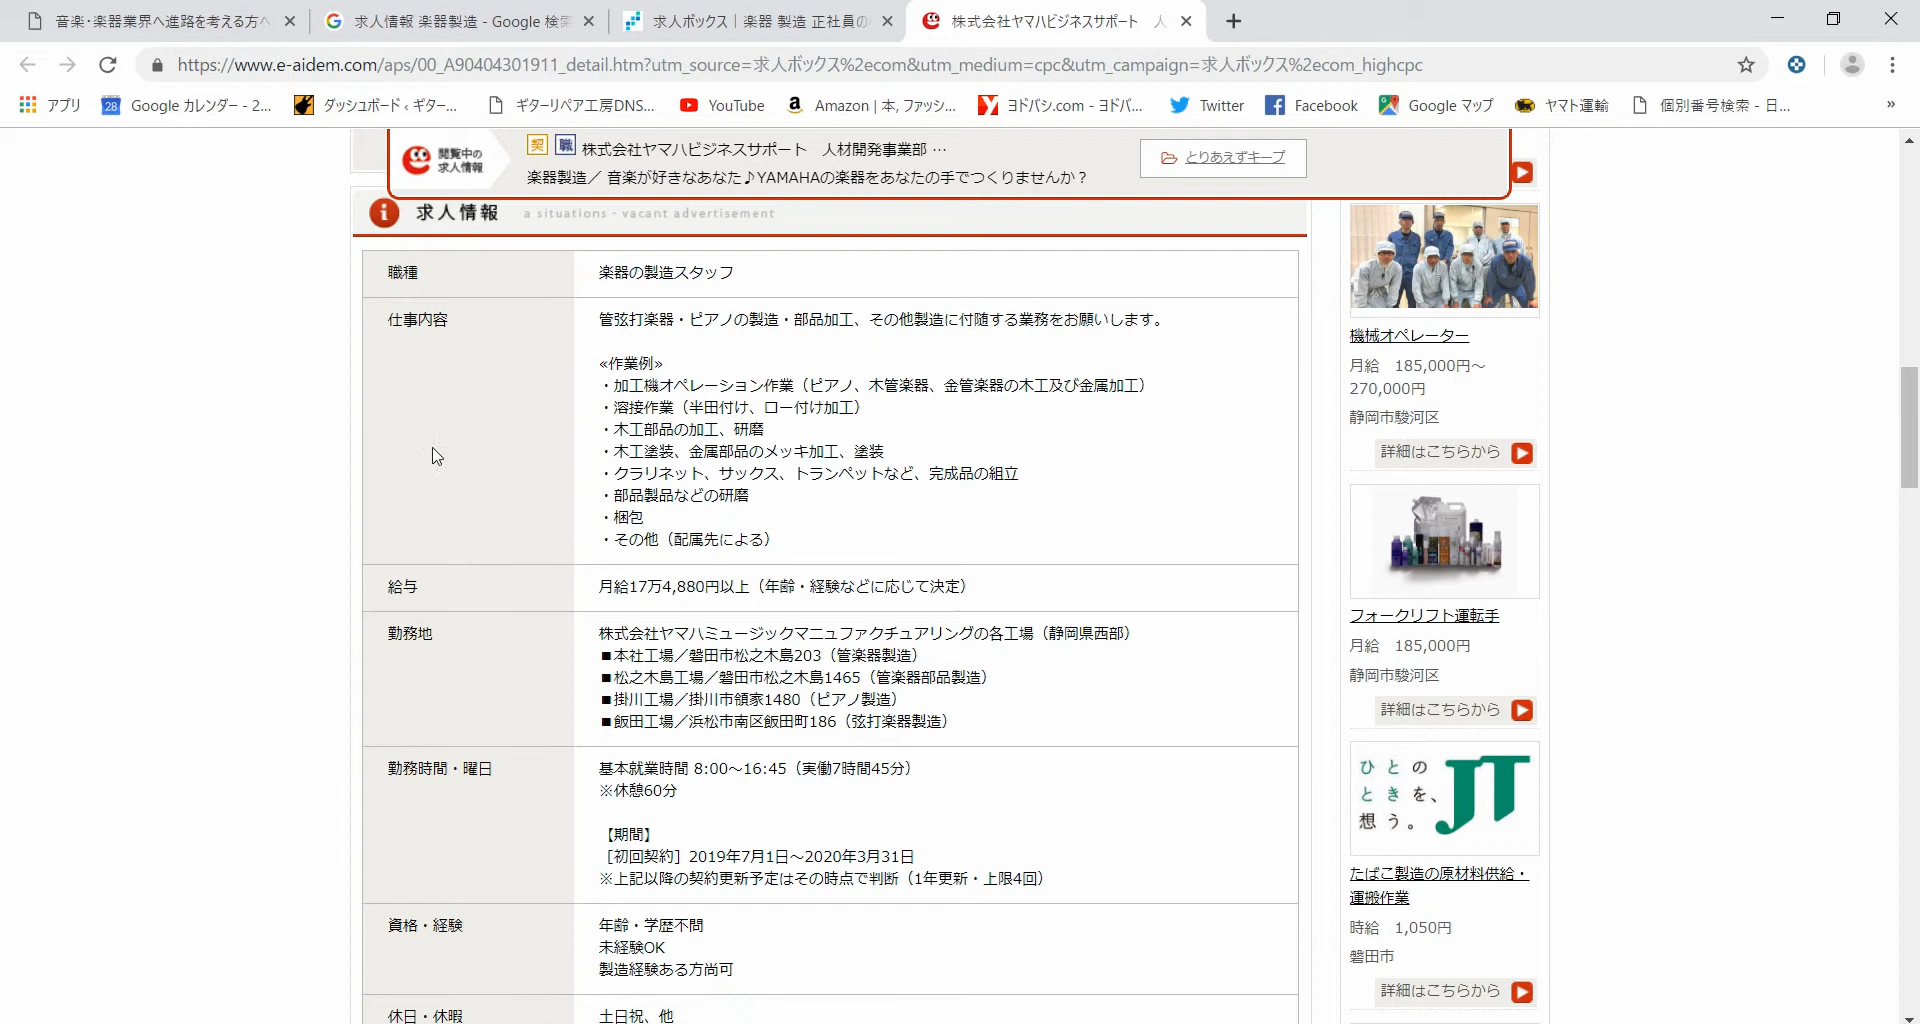 音楽・楽器業界へ進路を考える方へ
求人情報 楽器製造 - Google 検索
求人ボックス｜楽器 製造 正社員の
株式会社ヤマハビジネスサポート 人
https://www.e-aidem.com/aps/00_A90404301911_detail.htm?utm_source=求人ボックス%2ecom&utm_medium=cpc&utm_campaign=求人ボックス%2ecom_highcpc
アプリ
28
Google カレンダー - 2...
ダッシュボード ‹ ギター...
ギターリペア工房DNS...
YouTube
Amazon | 本, ファッシ...
ヨドバシ.com - ヨドバ...
Twitter
Facebook
Google マップ
ヤマト運輸
個別番号検索 - 日...
»
閲覧中の
求人情報
契 職 株式会社ヤマハビジネスサポート 人材開発事業部 …
楽器製造／ 音楽が好きなあなた♪YAMAHAの楽器をあなたの手でつくりませんか？
とりあえずキープ
求人情報 a situations - vacant advertisement
職種
楽器の製造スタッフ
仕事内容
管弦打楽器・ピアノの製造・部品加工、その他製造に付随する業務をお願いします。
≪作業例≫
・加工機オペレーション作業（ピアノ、木管楽器、金管楽器の木工及び金属加工）
・溶接作業（半田付け、ロー付け加工）
・木工部品の加工、研磨
・木工塗装、金属部品のメッキ加工、塗装
・クラリネット、サックス、トランペットなど、完成品の組立
・部品製品などの研磨
・梱包
・その他（配属先による）
給与
月給17万4,880円以上（年齢・経験などに応じて決定）
勤務地
株式会社ヤマハミュージックマニュファクチュアリングの各工場（静岡県西部）
■本社工場／磐田市松之木島203（管楽器製造）
■松之木島工場／磐田市松之木島1465（管楽器部品製造）
■掛川工場／掛川市領家1480（ピアノ製造）
■飯田工場／浜松市南区飯田町186（弦打楽器製造）
勤務時間・曜日
基本就業時間 8:00～16:45（実働7時間45分）
※休憩60分
【期間】
［初回契約］2019年7月1日～2020年3月31日
※上記以降の契約更新予定はその時点で判断（1年更新・上限4回）
資格・経験
年齢・学歴不問
未経験OK
製造経験ある方尚可
休日・休暇
土日祝、他
機械オペレーター
月給 185,000円～
270,000円
静岡市駿河区
詳細はこちらから
フォークリフト運転手
月給 185,000円
静岡市駿河区
詳細はこちらから
ひとの
ときを、
想う。
JT
たばこ製造の原材料供給・
運搬作業
時給 1,050円
磐田市
詳細はこちらから